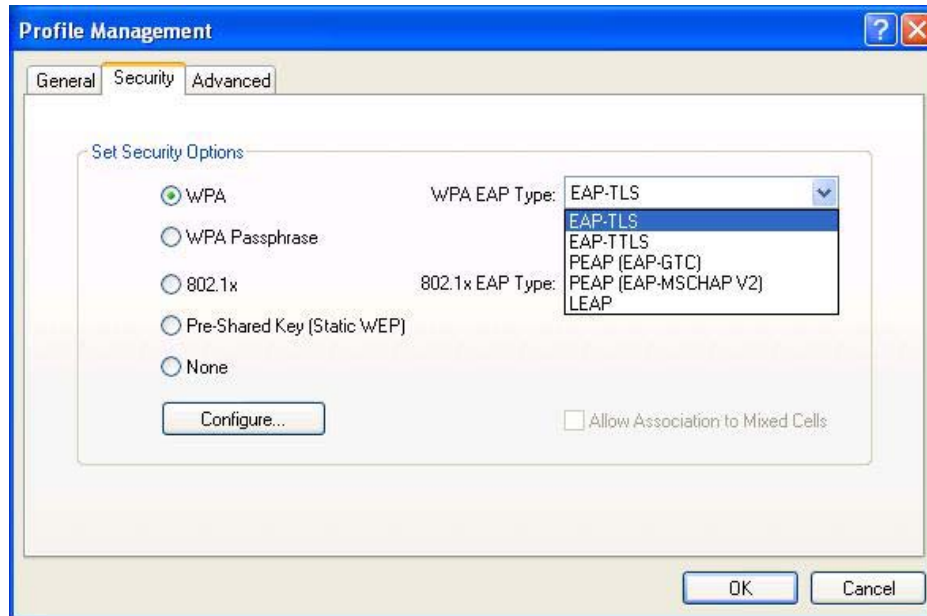 Profile Management
General Security Advanced
Set Security Options
WPA WPA EAP Type: EAP-TLS
EAP-TLS
WPA Passphrase EAP-TTLS
PEAP (EAP-GTC)
802.1x 802.1x EAP Type: PEAP (EAP-MSCHAP V2)
LEAP
Pre-Shared Key (Static WEP)
None
Configure... Allow Association to Mixed Cells
OK Cancel